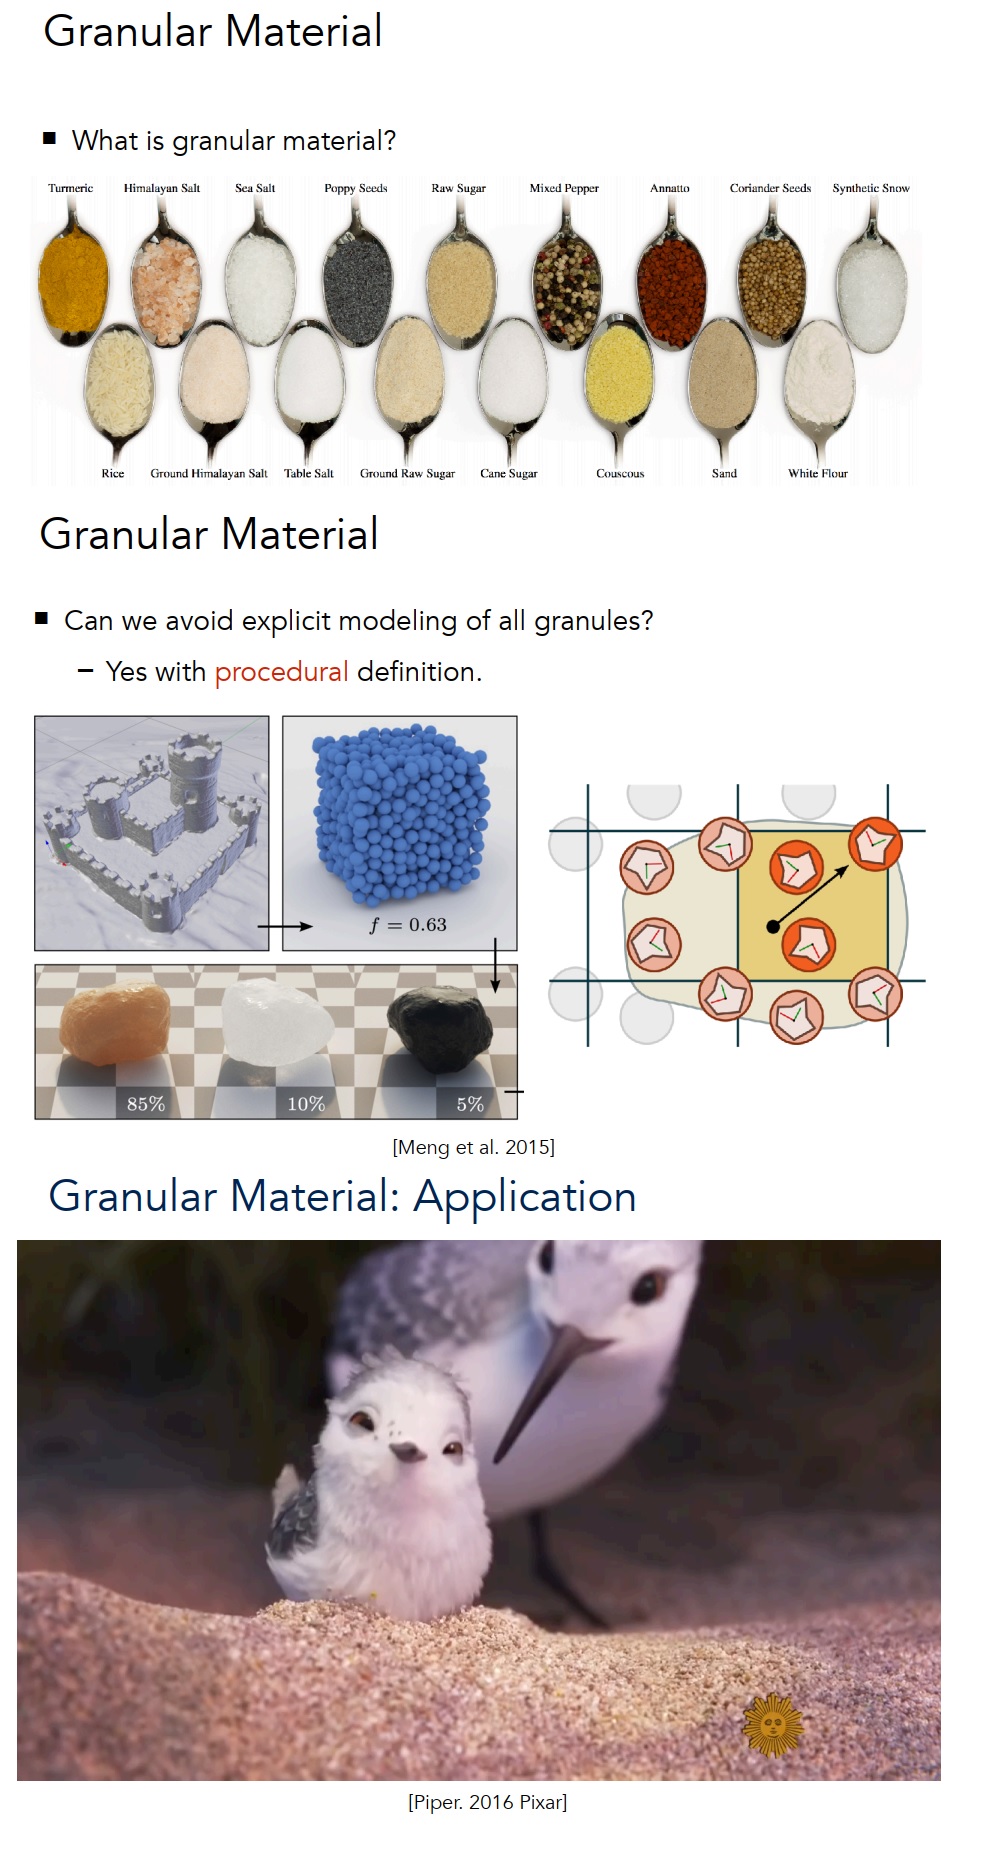 Granular Material
■ What is granular material?
Turmeric Himalayan Salt Sea Salt Poppy Seeds Raw Sugar Mixed Pepper Annatto Coriander Seeds Synthetic Snow
Rice Ground Himalayan Salt Table Salt Ground Raw Sugar Cane Sugar Couscous Sand White Flour
Granular Material
■ Can we avoid explicit modeling of all granules?
– Yes with procedural definition.
f = 0.63
85% 10% 5%
[Meng et al. 2015]
Granular Material: Application
[Piper. 2016 Pixar]